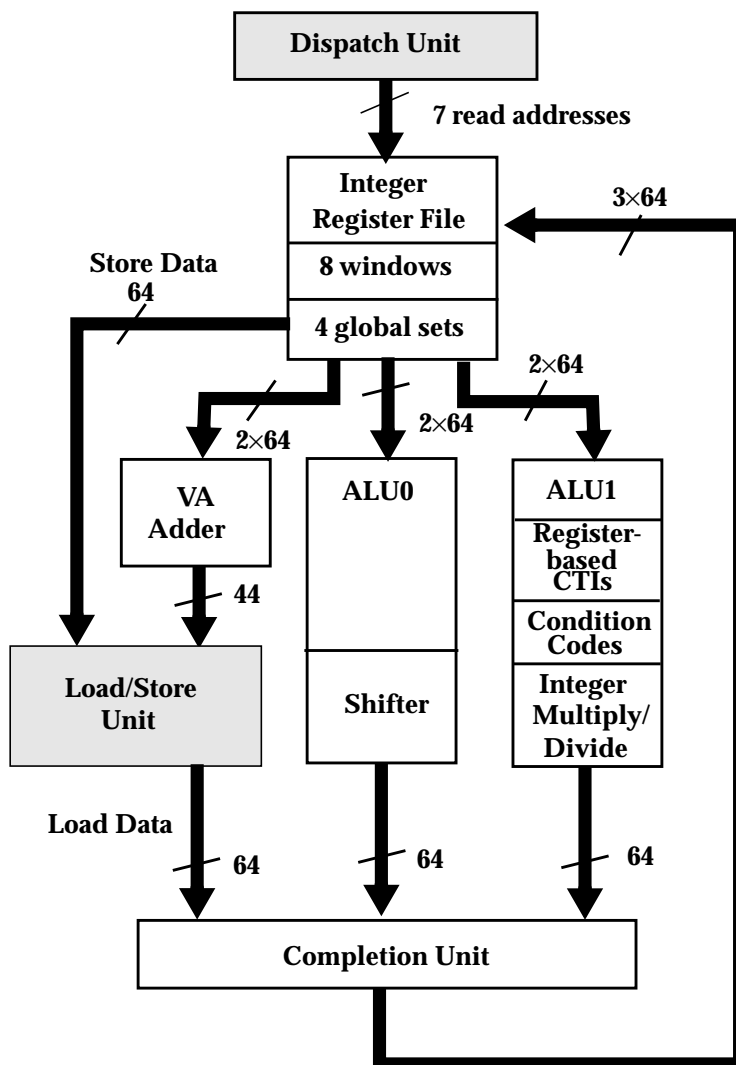 Dispatch Unit
7 read addresses
Integer
Register File
3×64
8 windows
Store Data
64
4 global sets
2×64
2×64
2×64
VA
Adder
ALU0
ALU1
Register-
based
CTIs
44
Condition
Codes
Load/Store
Unit
Shifter
Integer
Multiply/
Divide
Load Data
64
64
64
Completion Unit